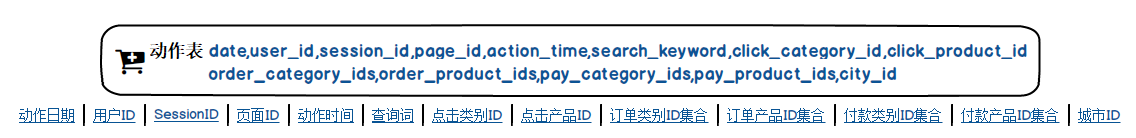 动作表 date,user_id,session_id,page_id,action_time,search_keyword,click_category_id,click_product_id
order_category_ids,order_product_ids,pay_category_ids,pay_product_ids,city_id
动作日期 | 用户ID | SessionID | 页面ID | 动作时间 | 查询词 | 点击类别ID | 点击产品ID | 订单类别ID集合 | 订单产品ID集合 | 付款类别ID集合 | 付款产品ID集合 | 城市ID